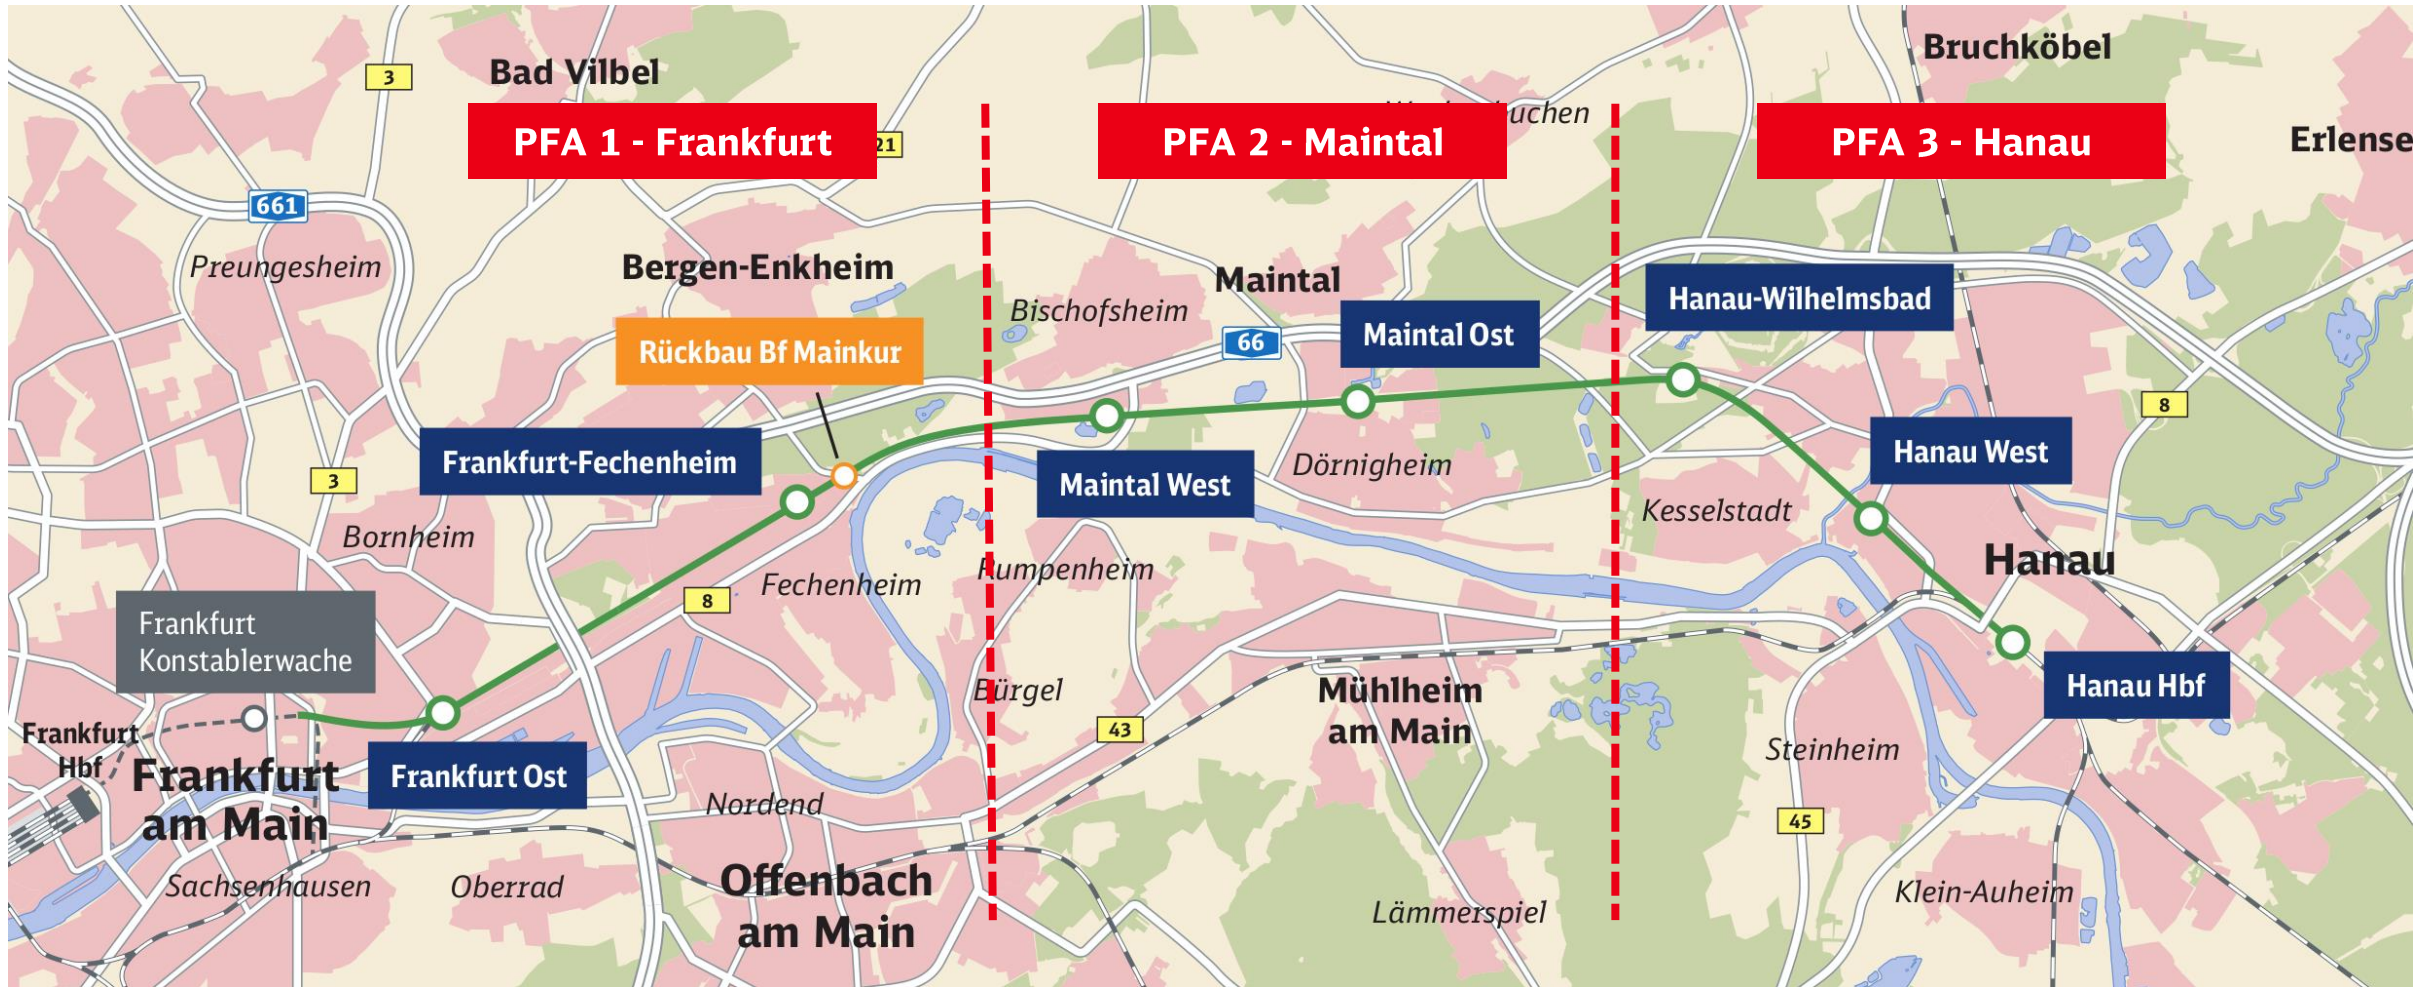 Bruchköbel
Bad Vilbel
3
uchen
PFA 1 - Frankfurt
PFA 2 - Maintal
PFA 3 - Hanau
21
Erlense
661
Preungesheim
Bergen-Enkheim
Maintal
Hanau-Wilhelmsbad
Bischofsheim
Rückbau Bf Mainkur
66
Maintal Ost
8
Frankfurt-Fechenheim
Hanau West
Dörnigheim
3
Maintal West
Kesselstadt
Bornheim
Hanau
Rumpenheim
Fechenheim
8
Frankfurt
Konstablerwache
Bürgel
Mühlheim
am Main
Hanau Hbf
43
Frankfurt
Hbf
Steinheim
Frankfurt
am Main
Frankfurt Ost
Nordend
45
Sachsenhausen
Oberrad
Offenbach
am Main
Lämmerspiel
Klein-Auheim